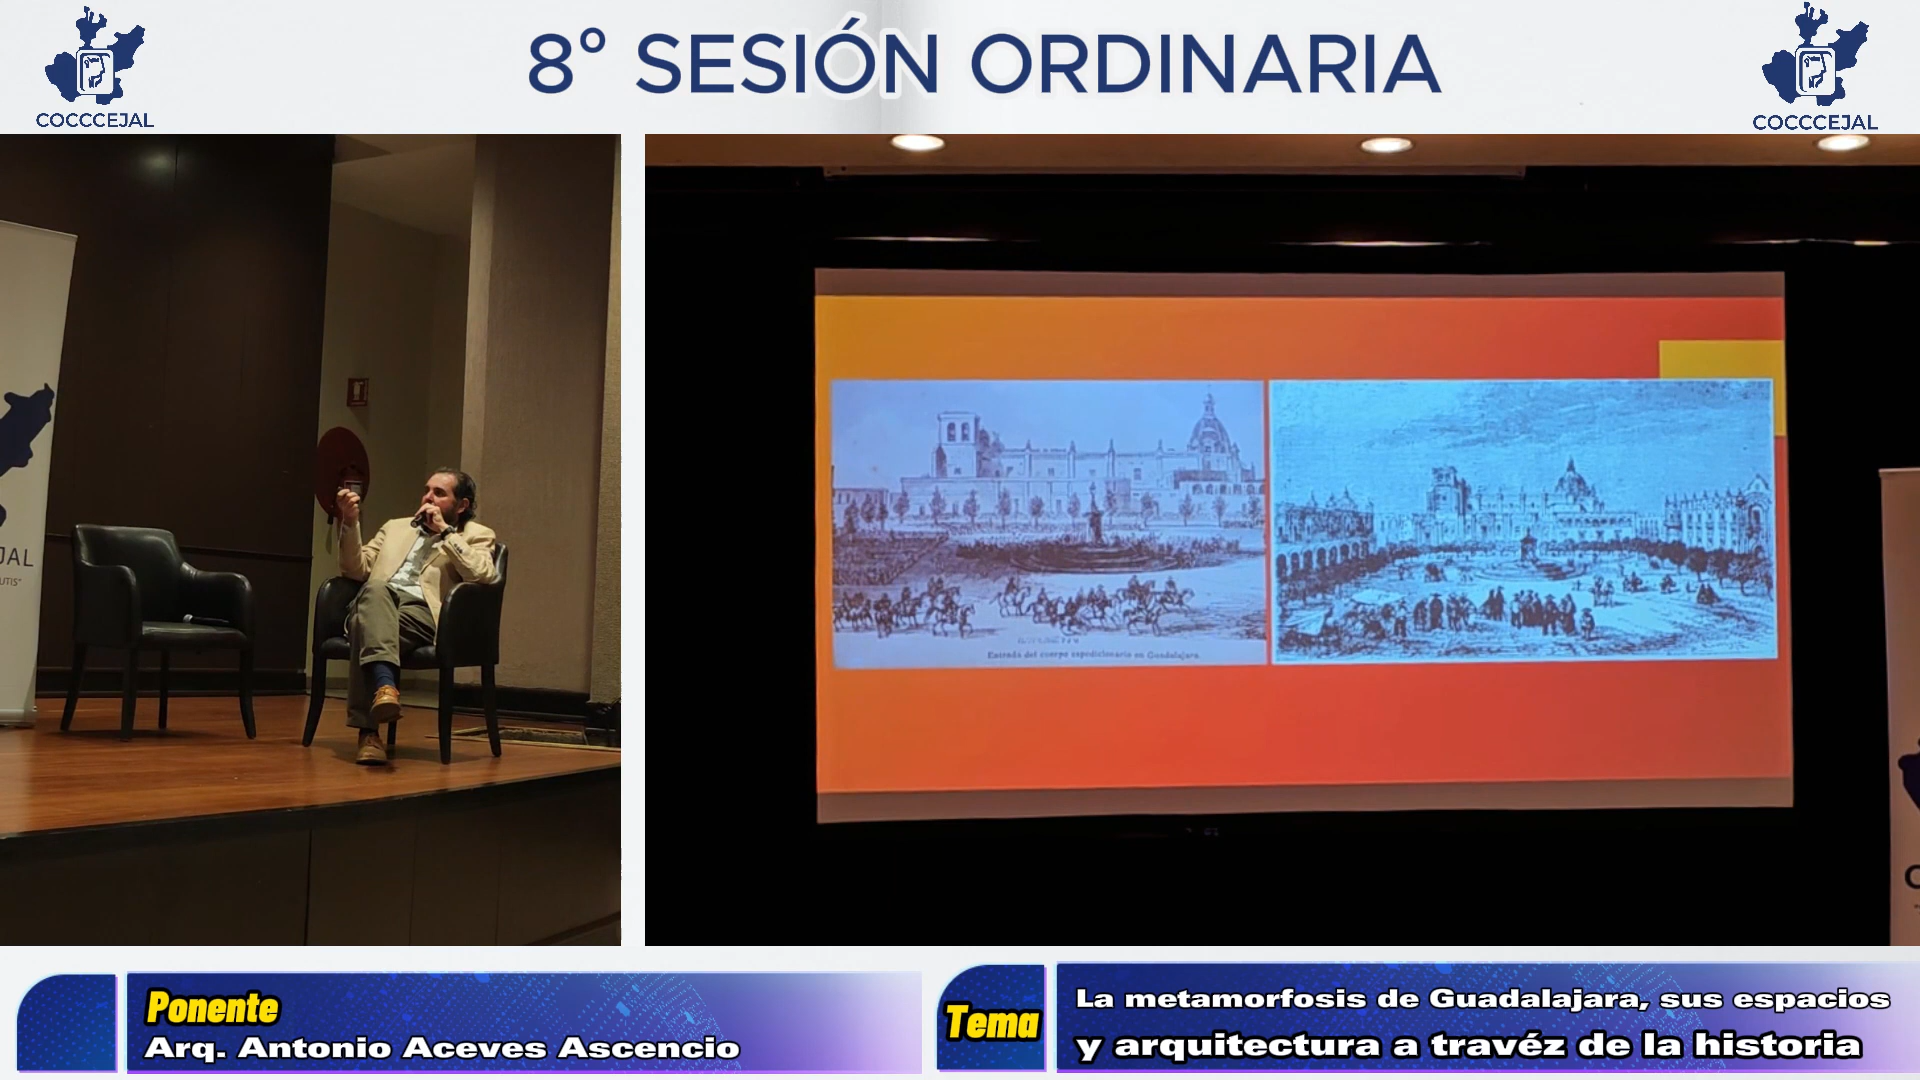 8° SESIÓN ORDINARIA
COCCCEJAL
COCCCEJAL
JAL
Entrada del cuerpo expedicionario en Guadalajara.
Ponente
Arq. Antonio Aceves Ascencio
Tema
La metamorfosis de Guadalajara, sus espacios
y arquitectura a travéz de la historia